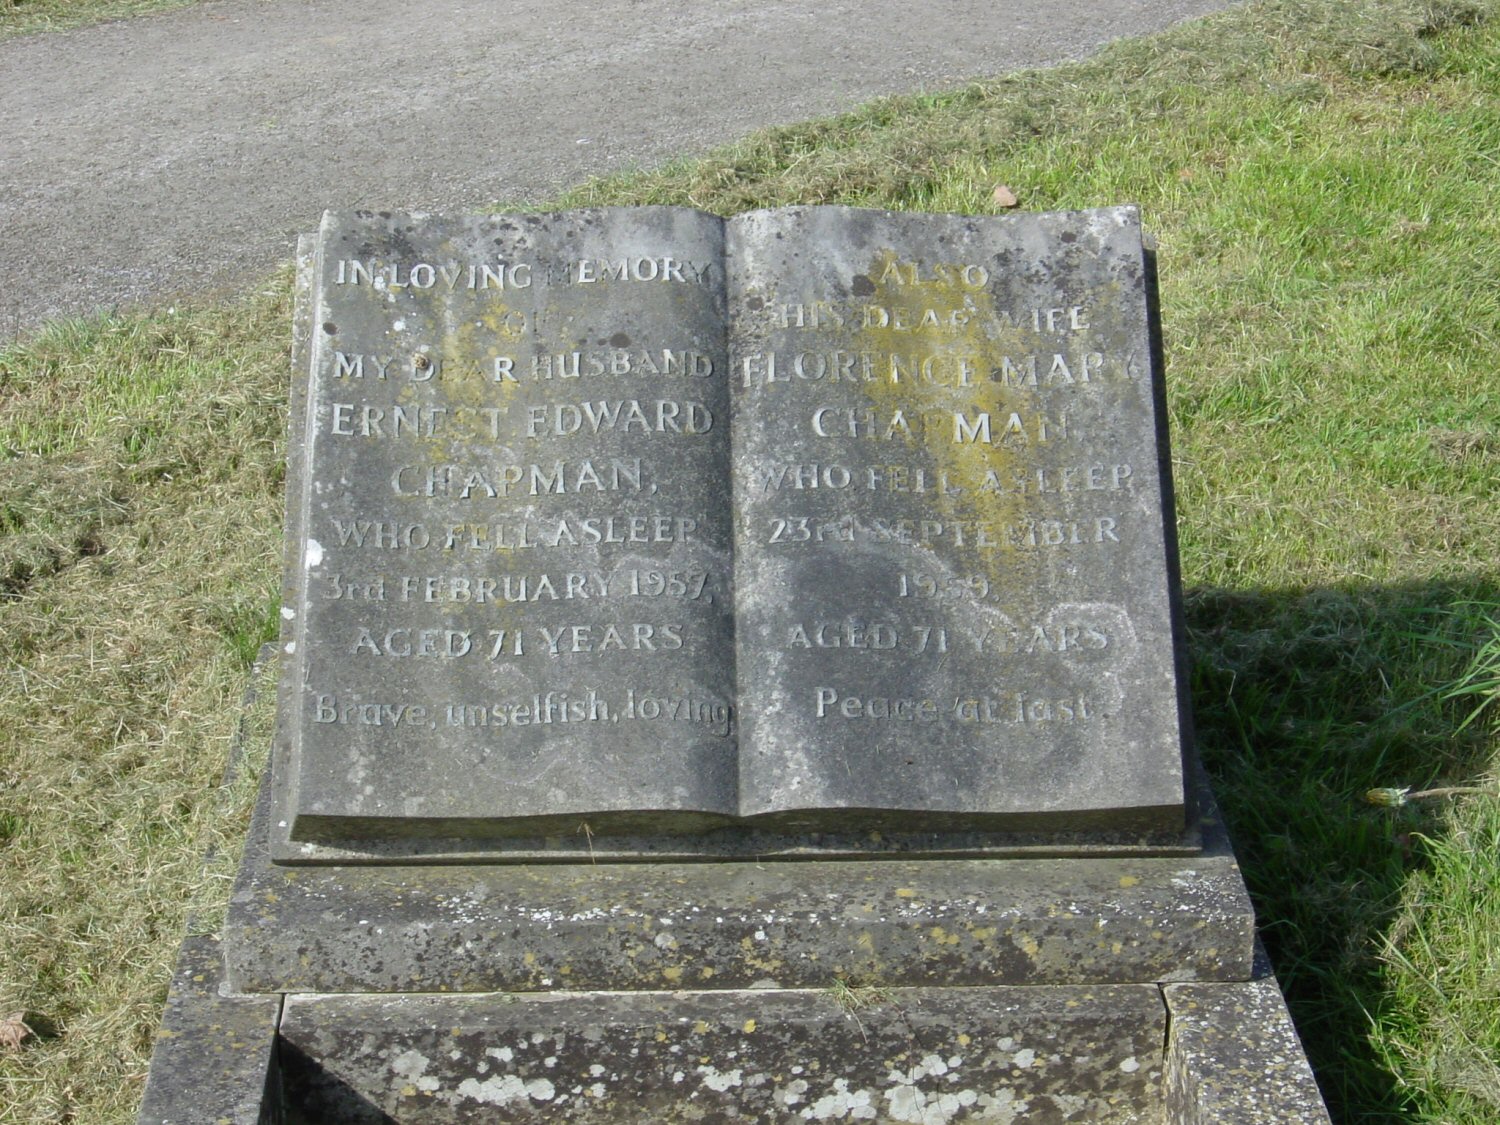 IN LOVING MEMORY
OF
MY DEAR HUSBAND
ERNEST EDWARD
CHAPMAN,
WHO FELL ASLEEP
3rd FEBRUARY 1957,
AGED 71 YEARS
Brave, unselfish, loving
ALSO
HIS DEAR WIFE
FLORENCE MARY
CHAPMAN
WHO FELL ASLEEP
23rd SEPTEMBER
1959.
AGED 71 YEARS
Peace at last.